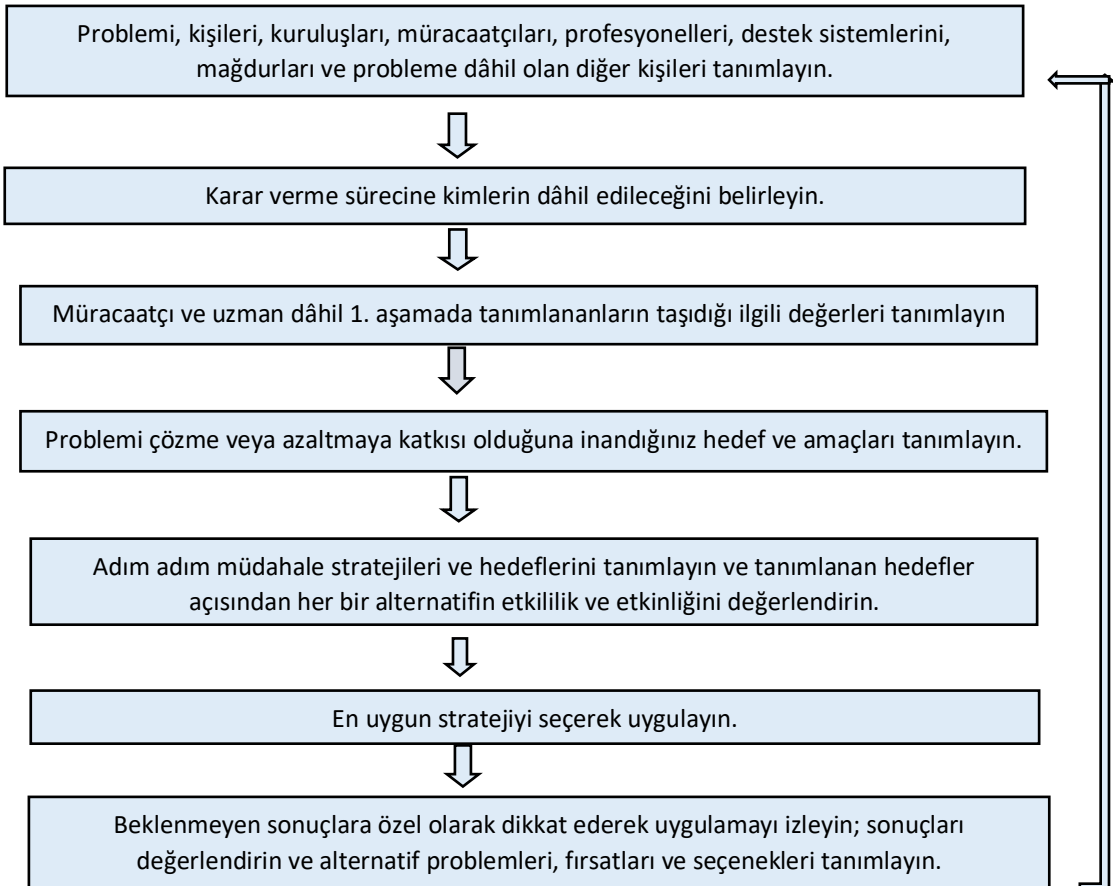 Problemi, kişileri, kuruluşları, müracaatçıları, profesyonelleri, destek sistemlerini,
mağdurları ve probleme dâhil olan diğer kişileri tanımlayın.
Karar verme sürecine kimlerin dâhil edileceğini belirleyin.
Müracaatçı ve uzman dâhil 1. aşamada tanımlananların taşıdığı ilgili değerleri tanımlayın
Problemi çözme veya azaltmaya katkısı olduğuna inandığınız hedef ve amaçları tanımlayın.
Adım adım müdahale stratejileri ve hedeflerini tanımlayın ve tanımlanan hedefler
açısından her bir alternatifin etkililik ve etkinliğini değerlendirin.
En uygun stratejiyi seçerek uygulayın.
Beklenmeyen sonuçlara özel olarak dikkat ederek uygulamayı izleyin; sonuçları
değerlendirin ve alternatif problemleri, fırsatları ve seçenekleri tanımlayın.